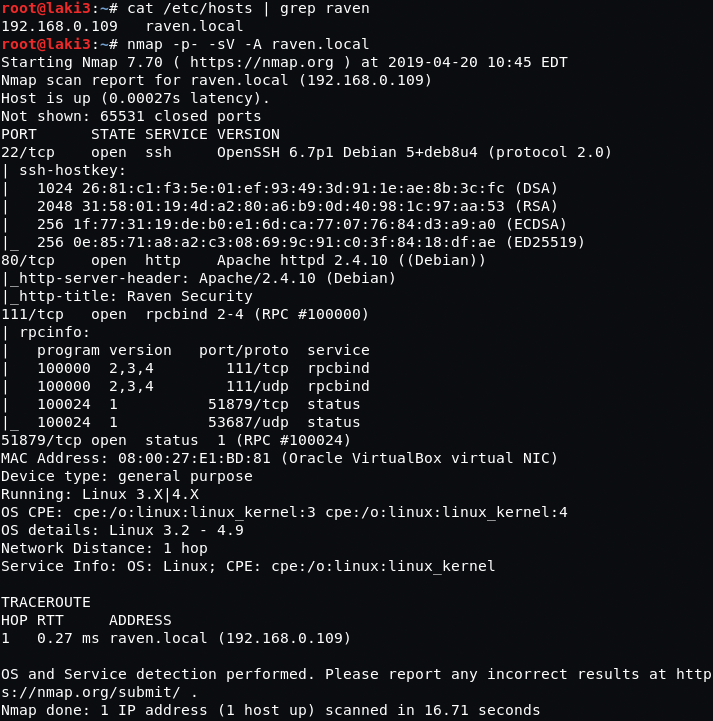 root@laki3:~# cat /etc/hosts | grep raven
192.168.0.109   raven.local
root@laki3:~# nmap -p- -sV -A raven.local
Starting Nmap 7.70 ( https://nmap.org ) at 2019-04-20 10:45 EDT
Nmap scan report for raven.local (192.168.0.109)
Host is up (0.00027s latency).
Not shown: 65531 closed ports
PORT      STATE SERVICE VERSION
22/tcp    open  ssh     OpenSSH 6.7p1 Debian 5+deb8u4 (protocol 2.0)
| ssh-hostkey:
|   1024 26:81:c1:f3:5e:01:ef:93:49:3d:91:1e:ae:8b:3c:fc (DSA)
|   2048 31:58:01:19:4d:a2:80:a6:b9:0d:40:98:1c:97:aa:53 (RSA)
|   256 1f:77:31:19:de:b0:e1:6d:ca:77:07:76:84:d3:a9:a0 (ECDSA)
|_  256 0e:85:71:a8:a2:c3:08:69:9c:91:c0:3f:84:18:df:ae (ED25519)
80/tcp    open  http    Apache httpd 2.4.10 ((Debian))
|_http-server-header: Apache/2.4.10 (Debian)
|_http-title: Raven Security
111/tcp   open  rpcbind 2-4 (RPC #100000)
| rpcinfo:
|   program version   port/proto  service
|   100000  2,3,4        111/tcp  rpcbind
|   100000  2,3,4        111/udp  rpcbind
|   100024  1          51879/tcp  status
|_  100024  1          53687/udp  status
51879/tcp open  status  1 (RPC #100024)
MAC Address: 08:00:27:E1:BD:81 (Oracle VirtualBox virtual NIC)
Device type: general purpose
Running: Linux 3.X|4.X
OS CPE: cpe:/o:linux:linux_kernel:3 cpe:/o:linux:linux_kernel:4
OS details: Linux 3.2 - 4.9
Network Distance: 1 hop
Service Info: OS: Linux; CPE: cpe:/o:linux:linux_kernel

TRACEROUTE
HOP RTT     ADDRESS
1   0.27 ms raven.local (192.168.0.109)

OS and Service detection performed. Please report any incorrect results at http
s://nmap.org/submit/ .
Nmap done: 1 IP address (1 host up) scanned in 16.71 seconds